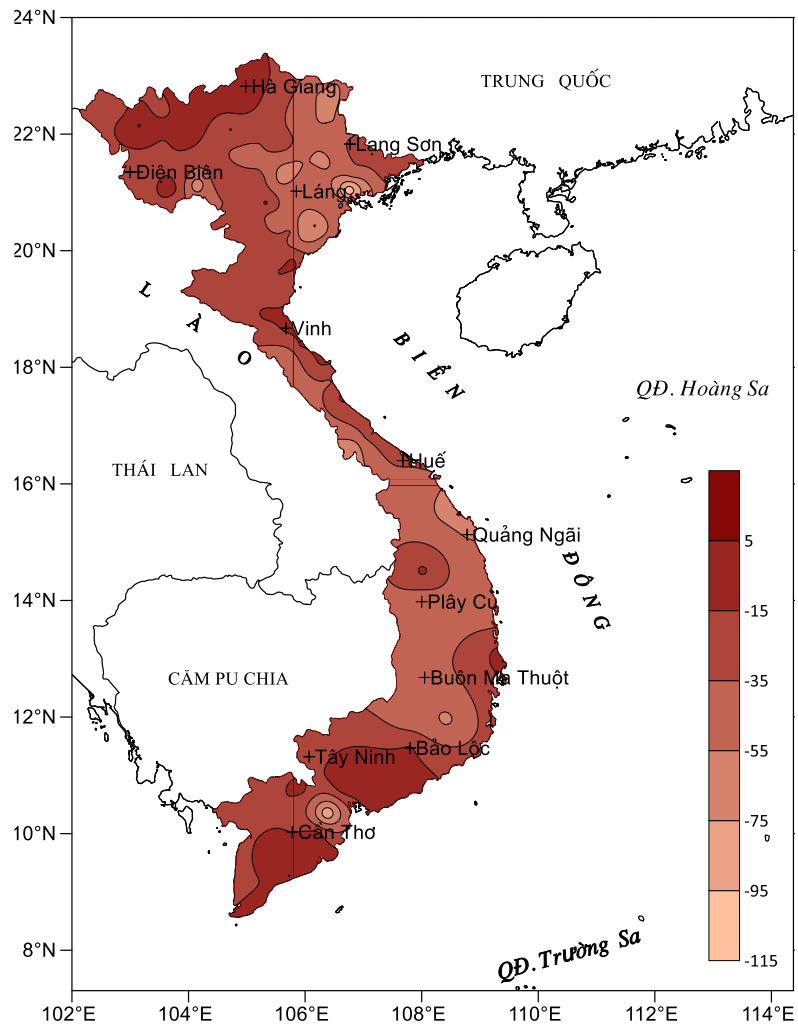 24°N
TRUNG QUỐC
Hà Giang
22°N
Lạng Sơn
Điện Biên
Láng
20°N
LÀO
Vinh
18°N
BIỂN
QĐ. Hoàng Sa
THÁI LAN
Huế
16°N
Quảng Ngãi
5
ĐÔNG
14°N
Plây Cu
-15
CĂM PU CHIA
Buôn Ma Thuột
-35
12°N
Bảo Lộc
Tây Ninh
-55
10°N
Cần Thơ
-75
-95
8°N
QĐ. Trường Sa
-115
102°E
104°E
106°E
108°E
110°E
112°E
114°E